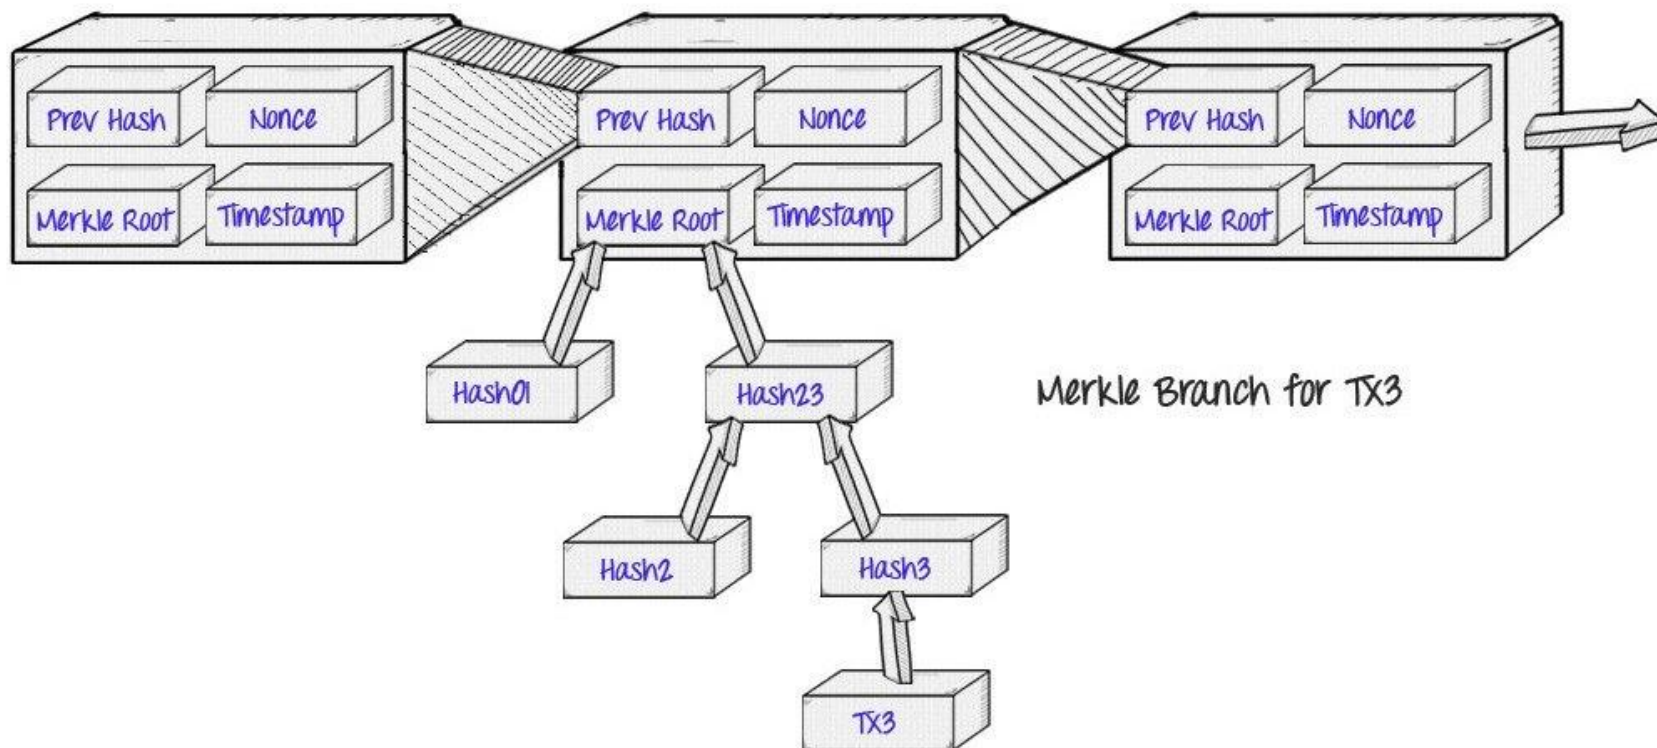 Prev Hash Nonce
Merkle Root Timestamp
Prev Hash Nonce
Merkle Root Timestamp
Prev Hash Nonce
Merkle Root Timestamp
Hash01 Hash23
Merkle Branch for TX3
Hash2 Hash3
TX3